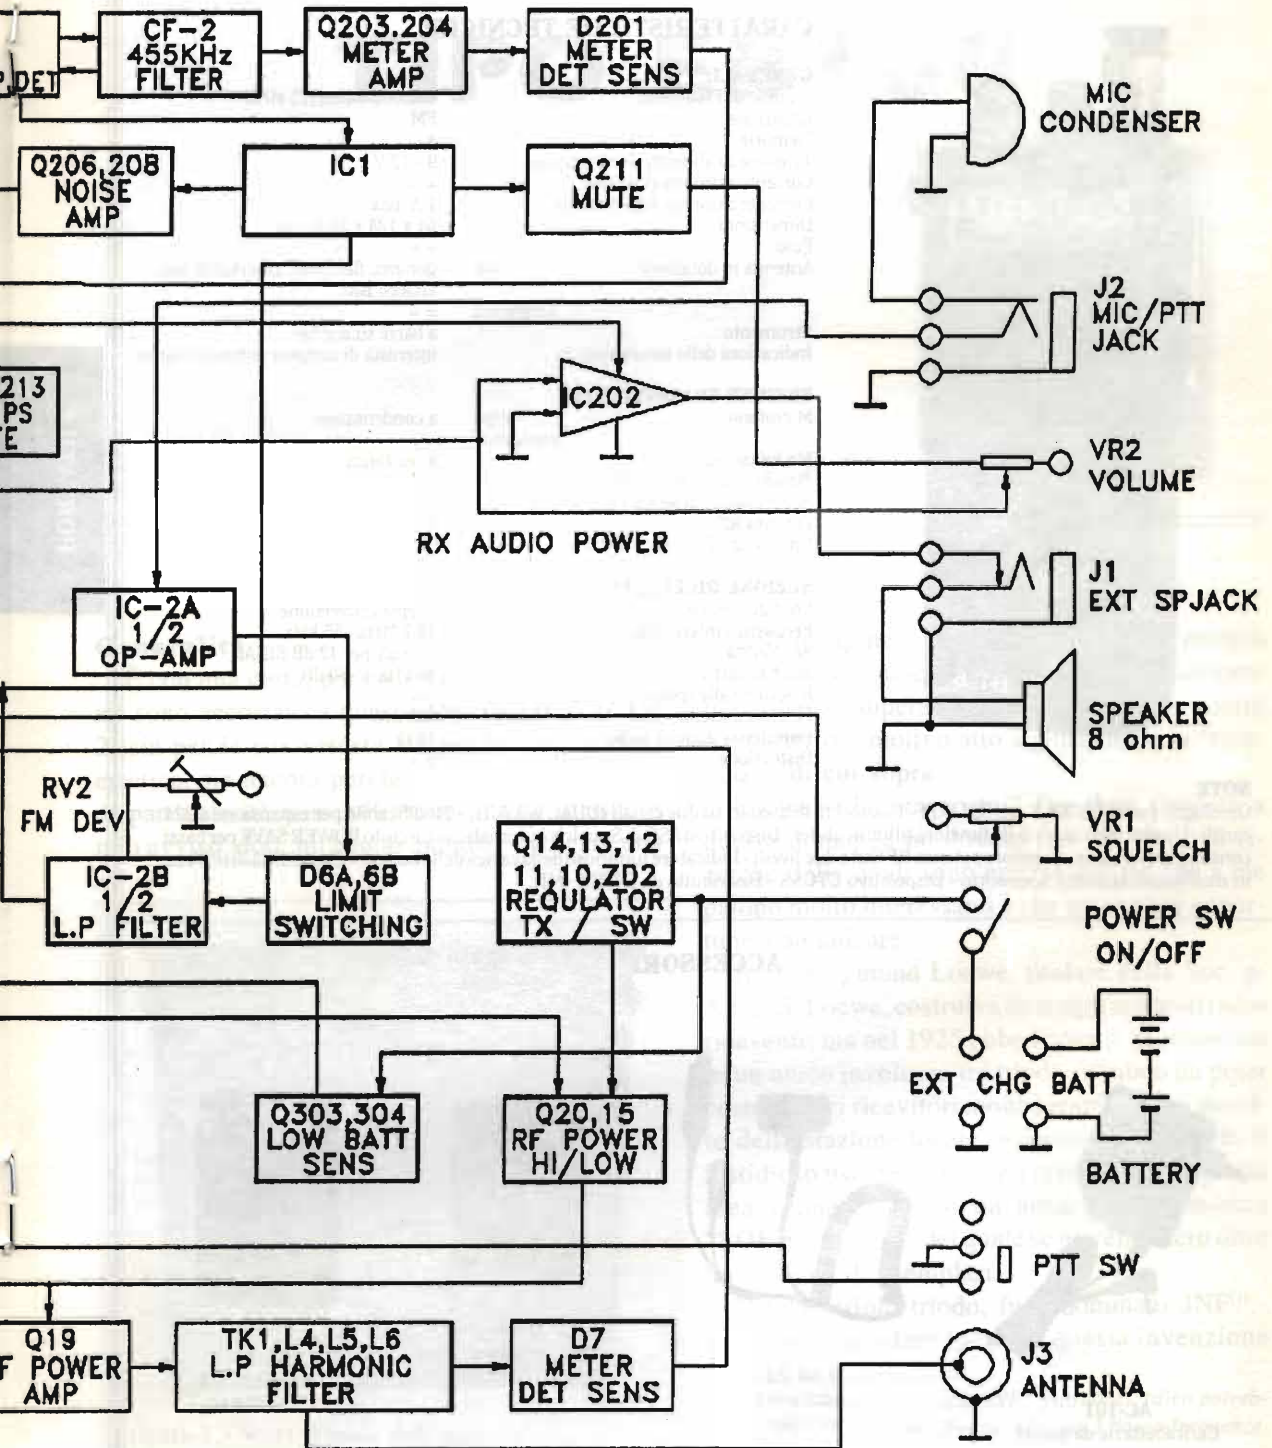 CF-2
455KHz
FILTER
Q203,204
METER
AMP
D201
METER
DET SENS
DET
MIC
CONDENSER
Q206,208
NOISE
AMP
IC1
Q211
MUTE
J2
MIC/PTT
JACK
213
PS
TE
IC202
VR2
VOLUME
RX AUDIO POWER
J1
EXT SPJACK
IC-2A
1/2
OP-AMP
SPEAKER
8 ohm
RV2
FM DEV
VR1
SQUELCH
IC-2B
1/2
L.P FILTER
D6A,6B
LIMIT
SWITCHING
Q14,13,12
11,10,ZD2
REQULATOR
TX / SW
POWER SW
ON/OFF
EXT CHG BATT
Q303,304
LOW BATT
SENS
Q20,15
RF POWER
HI/LOW
BATTERY
PTT SW
Q19
F POWER
AMP
TK1,L4,L5,L6
L.P HARMONIC
FILTER
D7
METER
DET SENS
J3
ANTENNA